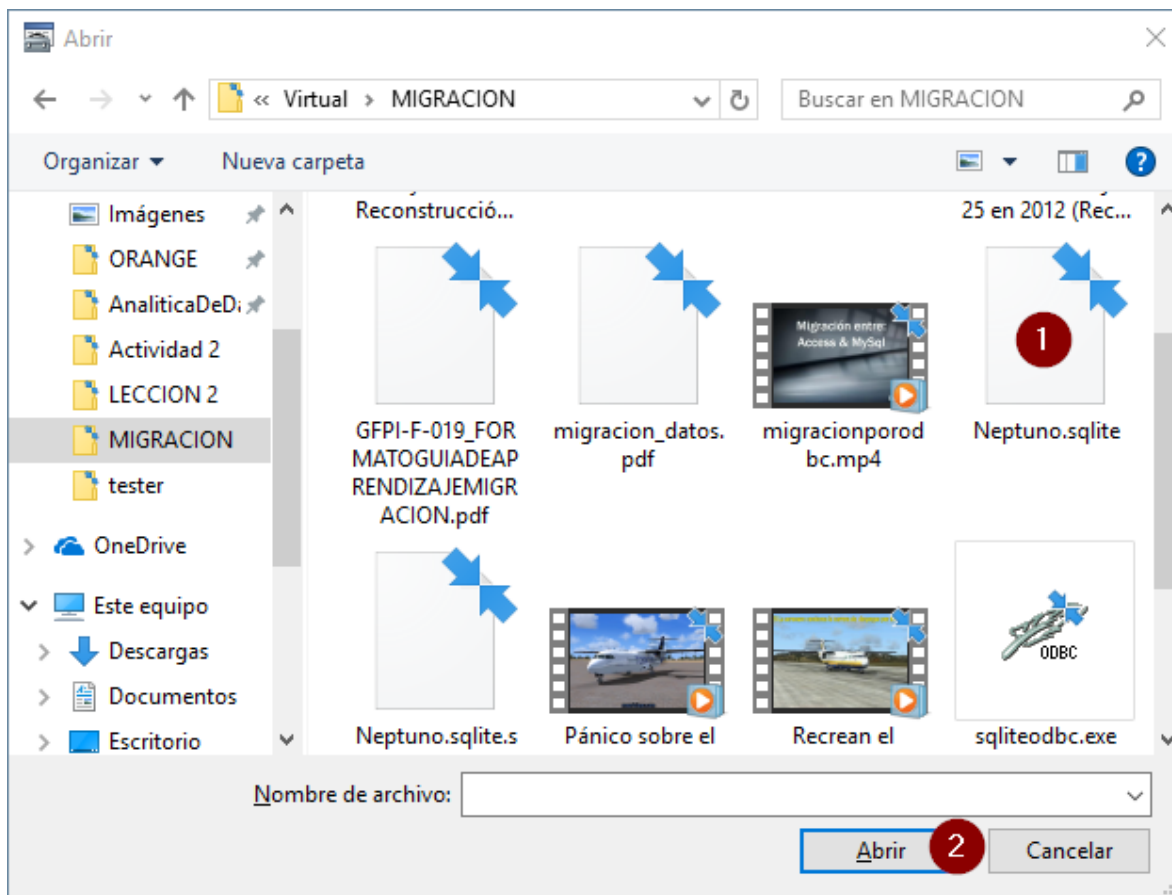 Abrir
« Virtual > MIGRACION
Buscar en MIGRACION
Organizar
Nueva carpeta
?
Imágenes
ORANGE
AnaliticaDeD
Actividad 2
LECCION 2
MIGRACION
tester
OneDrive
Este equipo
Descargas
Documentos
Escritorio
Reconstrucció...
25 en 2012 (Rec...
Migración entre:
Access & MySql
1
GFPI-F-019_FOR
MATOGUIADEAP
RENDIZAJEMIGR
ACION.pdf
migracion_datos.
pdf
migracionporod
bc.mp4
Neptuno.sqlite
ODBC
Neptuno.sqlite.s
Pánico sobre el
Recrean el
sqliteodbc.exe
Nombre de archivo:
Abrir
2
Cancelar